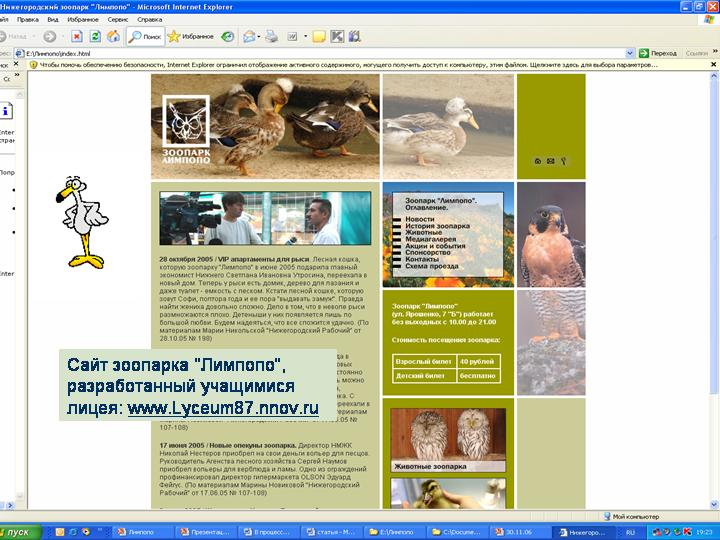 Нижегородский зоопарк "Лимпопо" - Microsoft Internet Explorer
Правка Вид Избранное Сервис Справка
Назад Поиск Избранное
E:\Лимпопо\index.html Переход Ссылки
Чтобы помочь обеспечению безопасности, Internet Explorer ограничил отображение активного содержимого, могущего получить доступ к компьютеру, этим файлом. Щелкните здесь для выбора параметров...
ЗООПАРК
ЛИМПОПО
Зоопарк "Лимпопо".
Оглавление.
Новости
История зоопарка
Животные
Медиагалерея
Акции и события
Спонсорство
Контакты
Схема проезда
28 октября 2005 / VIP апартаменты для рыси. Лесная кошка,
которую зоопарку "Лимпопо" в июне 2005 подарила главный
экономист Нижнего Светлана Ивановна Утросина, переехала в
новый дом. Теперь у рыси есть домик, дерево для лазания и
даже туалет - емкость с песком. Кстати лесной кошке, которую
зовут Софи, полтора года и ее пора "выдавать замуж". Правда
найти жениха довольно сложно. Дело в том, что в неволе рыси
размножаются плохо. Детеныши у них появляется лишь по
большой любви. Будем надеяться, что все сложится удачно. (По
материалам Марии Никольской "Нижегородский Рабочий" от
28.10.05 № 198)
Зоопарк "Лимпопо"
(ул. Ярошенко, 7 "Б") работает
без выходных с 10.00 до 21.00
Стоимость посещения зоопарка:
Взрослый билет 40 рублей
Детский билет бесплатно
Сайт зоопарка "Лимпопо",
разработанный учащимися
лицея: www.Lyceum87.nnov.ru
107-108)
17 июня 2005 / Новые опекуны зоопарка. Директор НМЖК
Николай Нестеров приобрел на свои деньги вольер для песцов.
Руководитель Агенства лесного хозяйства Сергей Наумов
приобрел вольеры для верблюда и ламы. Одно из ограждений
профинансировал директор гипермаркета OLSON Эдуард
Фейгус. (По материалам Марины Новиковой "Нижегородский
Рабочий" от 17.06.05 № 107-108)
Животные зоопарка
Мой компьютер
пуск Лимпопо Презентац... В процесс... статья - М... E:\Лимпопо C:\Docume... 30.11.06 Нижегоро... RU 19:23